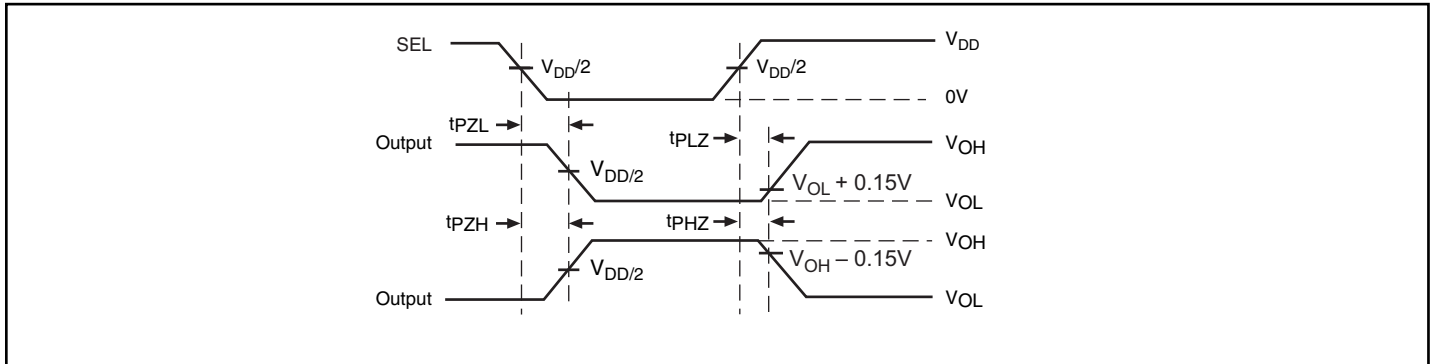 SEL
VDD/2
VDD/2
VDD
0V
tPZL
tPLZ
Output
VOH
VDD/2
VOL + 0.15V
VOL
tPZH
tPHZ
VOH
VOH – 0.15V
VDD/2
Output
VOL